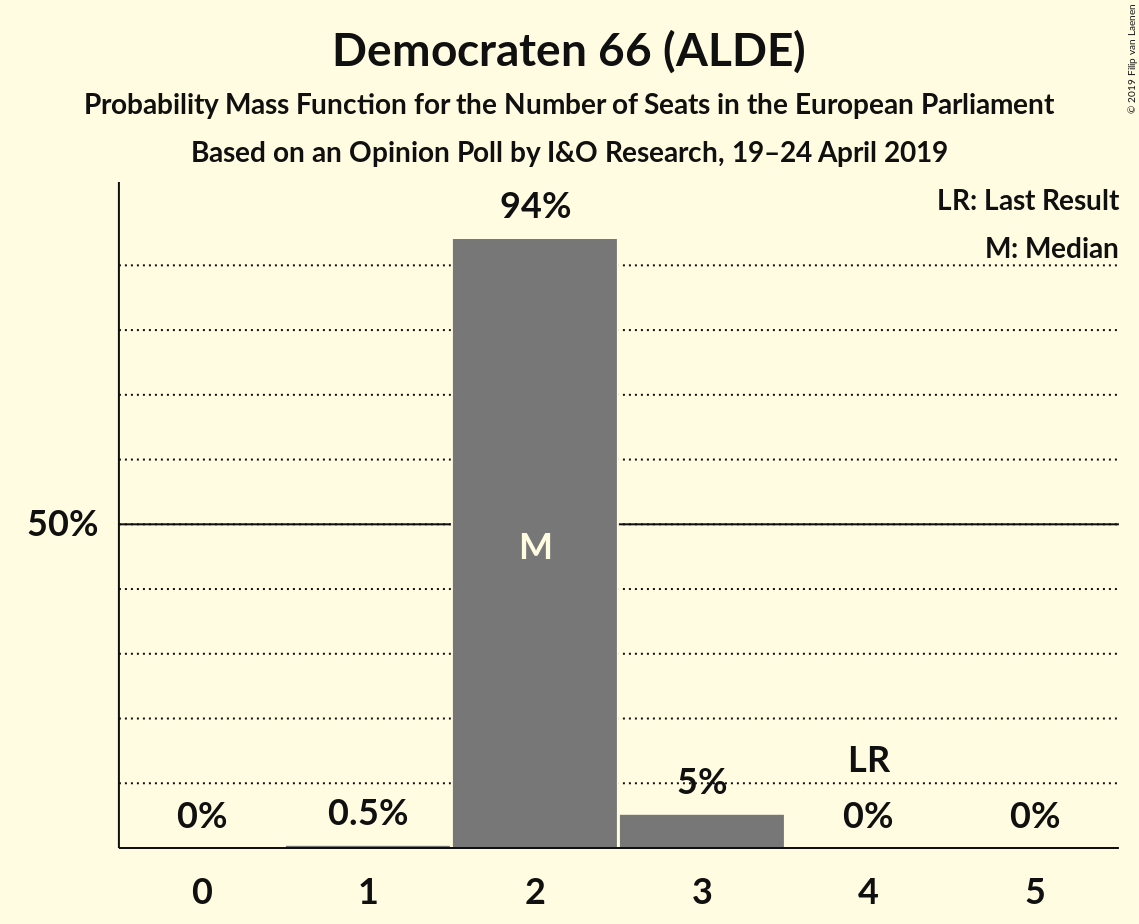 Democraten 66 (ALDE)
Probability Mass Function for the Number of Seats in the European Parliament
Based on an Opinion Poll by I&O Research, 19–24 April 2019
© 2019 Filip van Laenen
LR: Last Result
M: Median
94%
50%
M
LR
0%
0.5%
5%
0%
0%
0
1
2
3
4
5